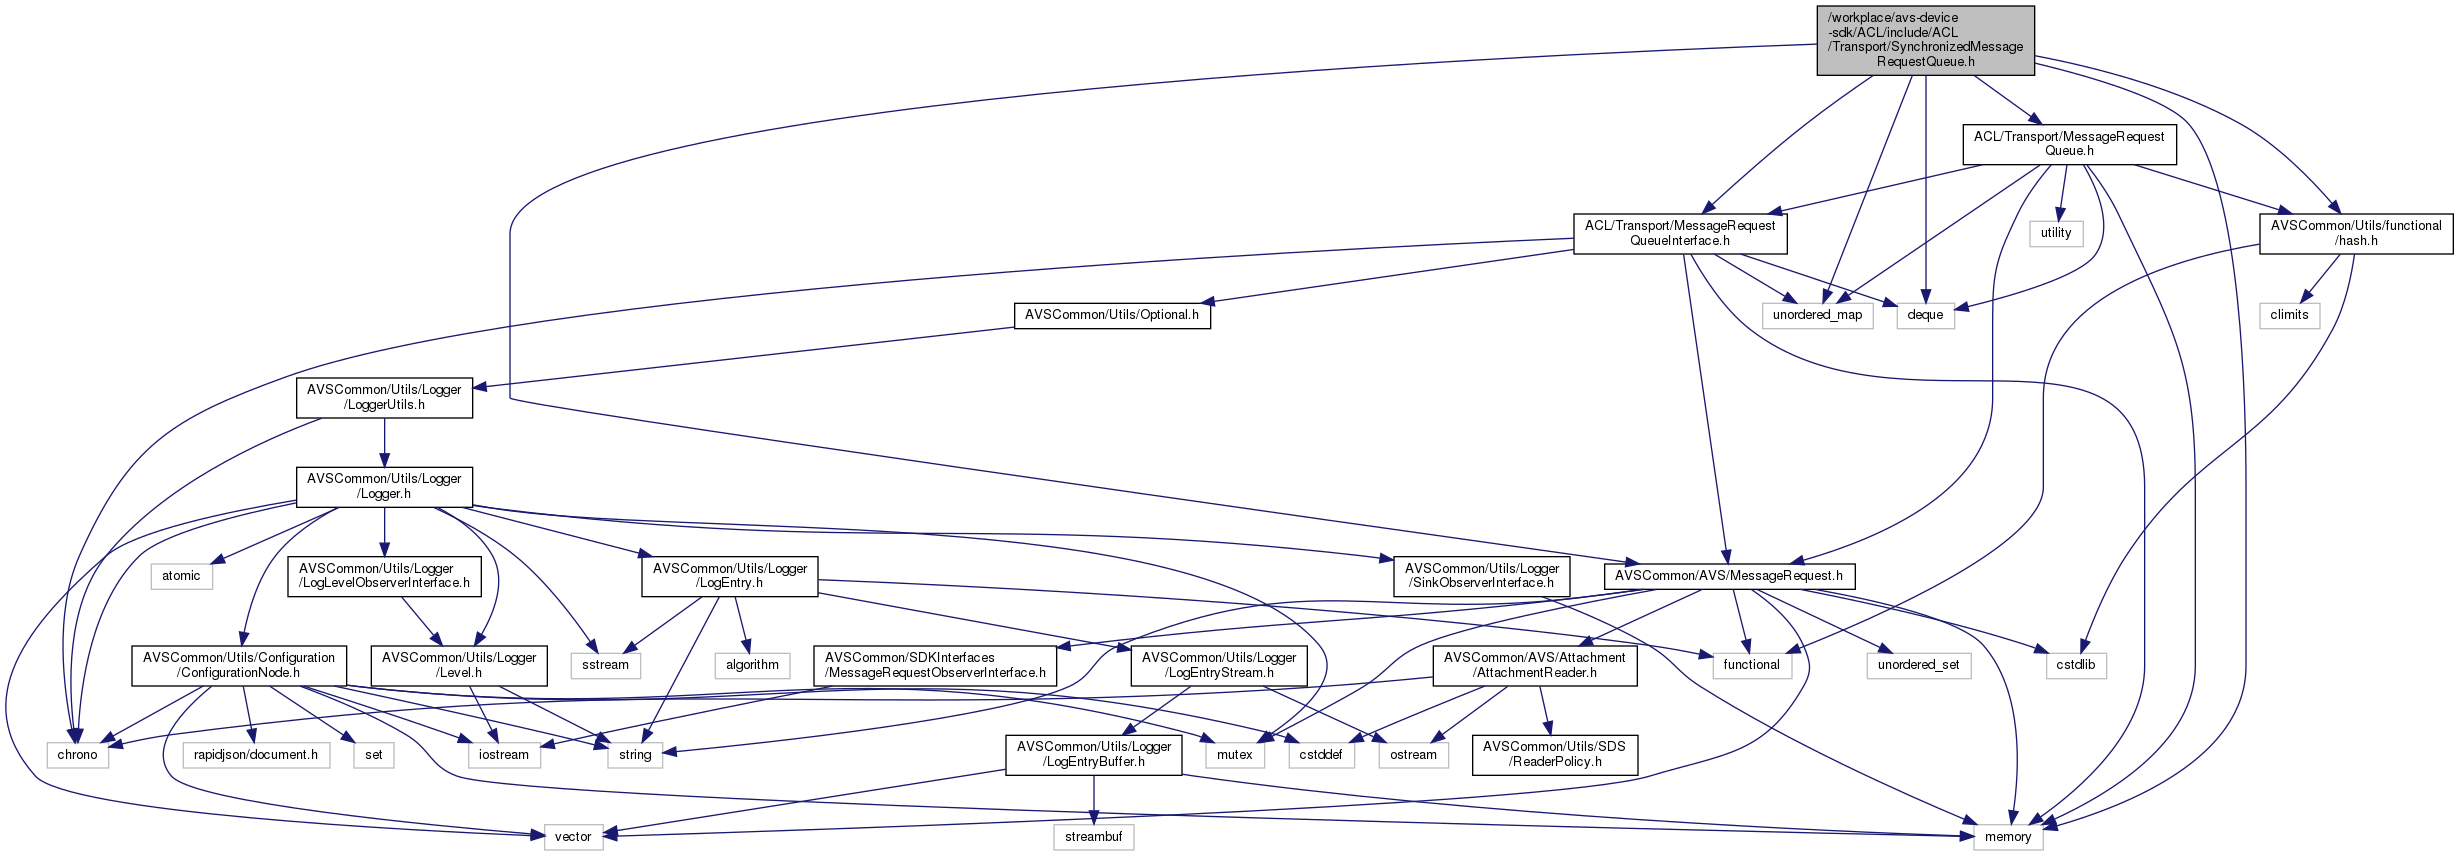 /workplace/avs-device
-sdk/ACL/include/ACL
/Transport/SynchronizedMessage
RequestQueue.h
ACL/Transport/MessageRequest
Queue.h
ACL/Transport/MessageRequest
QueueInterface.h
utility
AVSCommon/Utils/functional
/hash.h
AVSCommon/Utils/Optional.h
unordered_map
deque
climits
AVSCommon/Utils/Logger
/LoggerUtils.h
AVSCommon/Utils/Logger
/Logger.h
atomic
AVSCommon/Utils/Logger
/LogLevelObserverInterface.h
AVSCommon/Utils/Logger
/LogEntry.h
AVSCommon/Utils/Logger
/SinkObserverInterface.h
AVSCommon/AVS/MessageRequest.h
AVSCommon/Utils/Configuration
/ConfigurationNode.h
AVSCommon/Utils/Logger
/Level.h
sstream
algorithm
AVSCommon/SDKInterfaces
/MessageRequestObserverInterface.h
AVSCommon/Utils/Logger
/LogEntryStream.h
AVSCommon/AVS/Attachment
/AttachmentReader.h
functional
unordered_set
cstdlib
chrono
rapidjson/document.h
set
iostream
string
AVSCommon/Utils/Logger
/LogEntryBuffer.h
mutex
cstddef
ostream
AVSCommon/Utils/SDS
/ReaderPolicy.h
vector
streambuf
memory